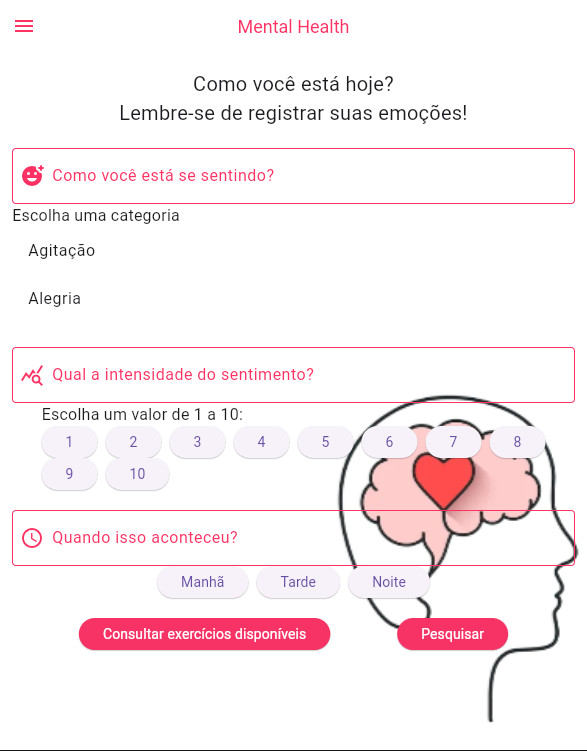 Mental Health
Como você está hoje?
Lembre-se de registrar suas emoções!
Como você está se sentindo?
Escolha uma categoria
Agitação
Alegria
Qual a intensidade do sentimento?
Escolha um valor de 1 a 10:
1 2 3 4 5 6 7 8
9 10
Quando isso aconteceu?
Manhã Tarde Noite
Consultar exercícios disponíveis Pesquisar